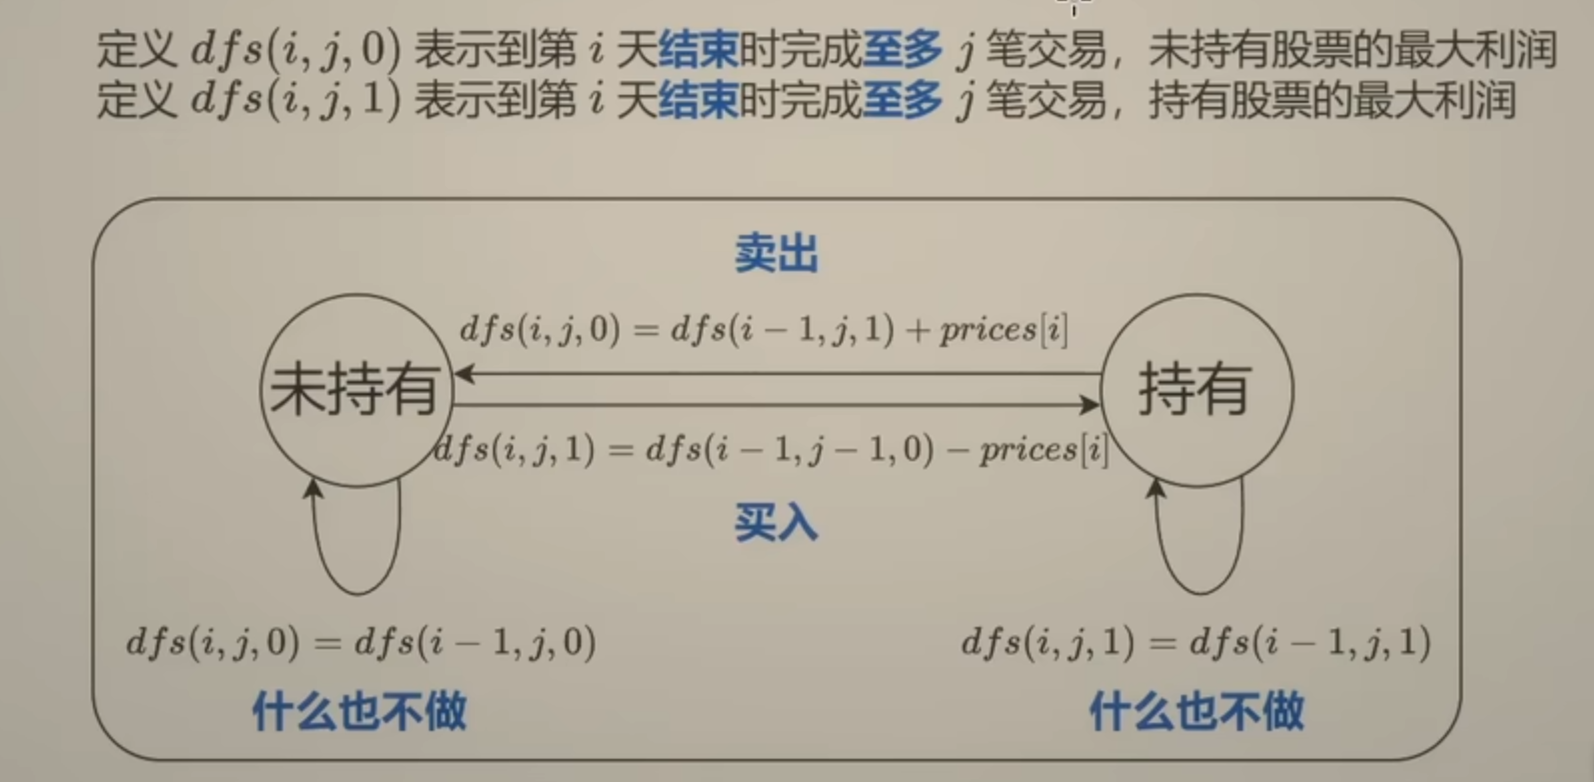 定义 dfs(i, j, 0) 表示到第 i 天结束时完成至多 j 笔交易，未持有股票的最大利润
定义 dfs(i, j, 1) 表示到第 i 天结束时完成至多 j 笔交易，持有股票的最大利润
卖出
dfs(i, j, 0) = dfs(i − 1, j, 1) + prices[i]
未持有
持有
dfs(i, j, 1) = dfs(i − 1, j − 1, 0) − prices[i]
买入
dfs(i, j, 0) = dfs(i − 1, j, 0)
dfs(i, j, 1) = dfs(i − 1, j, 1)
什么也不做
什么也不做